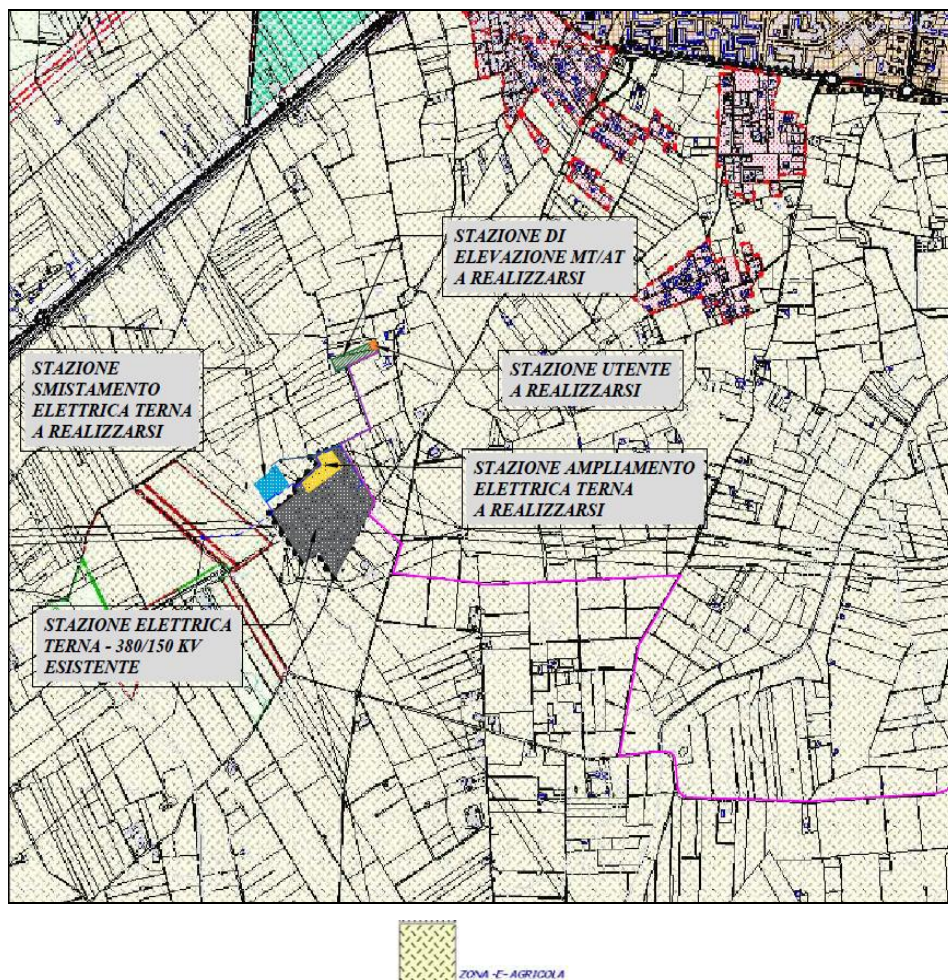 STAZIONE DI
ELEVAZIONE MT/AT
A REALIZZARSI
STAZIONE
SMISTAMENTO
ELETTRICA TERNA
A REALIZZARSI
STAZIONE UTENTE
A REALIZZARSI
STAZIONE AMPLIAMENTO
ELETTRICA TERNA
A REALIZZARSI
STAZIONE ELETTRICA
TERNA - 380/150 KV
ESISTENTE
ZONA -E- AGRICOLA